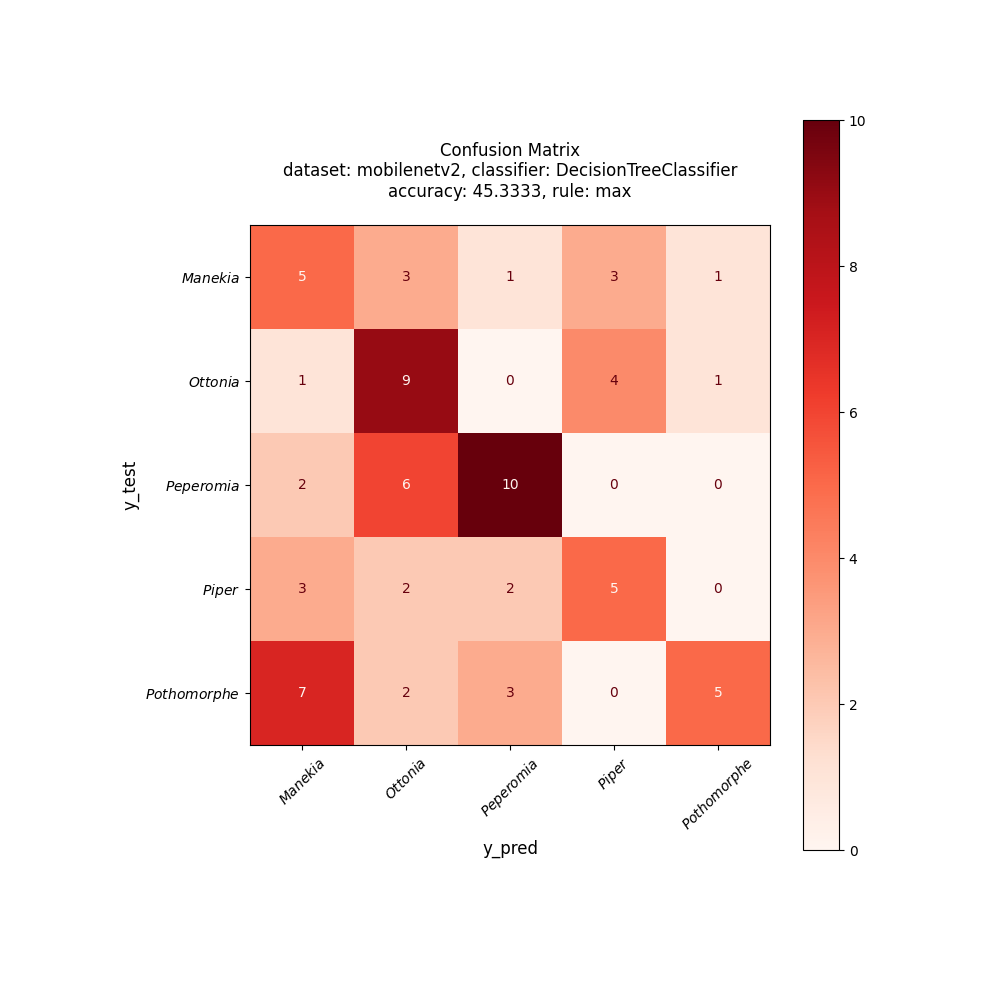 Confusion Matrix
dataset: mobilenetv2, classifier: DecisionTreeClassifier
accuracy: 45.3333, rule: max
10
8
6
4
2
0
y_test
Manekia 5 3 1 3 1
Ottonia 1 9 0 4 1
Peperomia 2 6 10 0 0
Piper 3 2 2 5 0
Pothomorphe 7 2 3 0 5
Manekia Ottonia Peperomia Piper Pothomorphe
y_pred